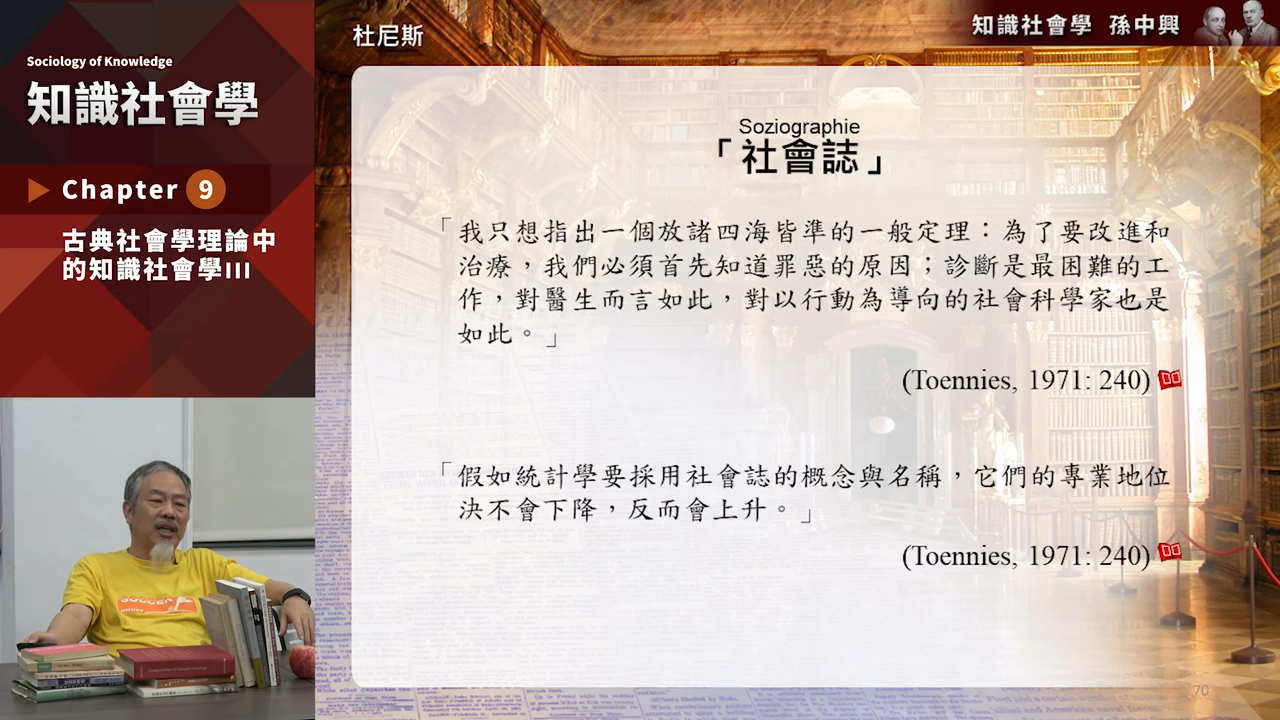 Sociology of Knowledge
知識社會學
Chapter 9
古典社會學理論中
的知識社會學III
杜尼斯
知識社會學 孫中興
Soziographie
「社會誌」
「我只想指出一個放諸四海皆準的一般定理：為了要改進和
治療，我們必須首先知道罪惡的原因；診斷是最困難的工
作，對醫生而言如此，對以行動為導向的社會科學家也是
如此。」
(Toennies, 1971: 240)
「假如統計學要採用社會誌的概念與名稱，它們的專業地位
決不會下降，反而會上升。」
(Toennies, 1971: 240)
70
SOCCER